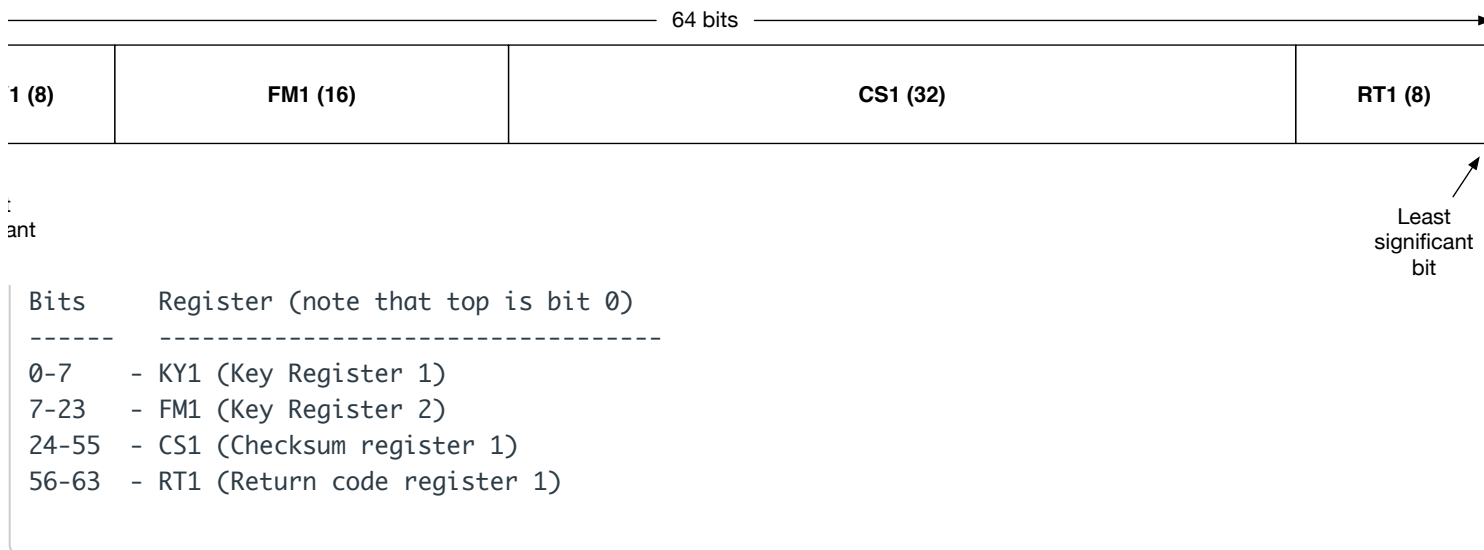 64 bits
1 (8) FM1 (16) CS1 (32) RT1 (8)
ant
Least
significant
bit
Bits Register (note that top is bit 0)
------ ----------------------------------
0-7 - KY1 (Key Register 1)
7-23 - FM1 (Key Register 2)
24-55 - CS1 (Checksum register 1)
56-63 - RT1 (Return code register 1)